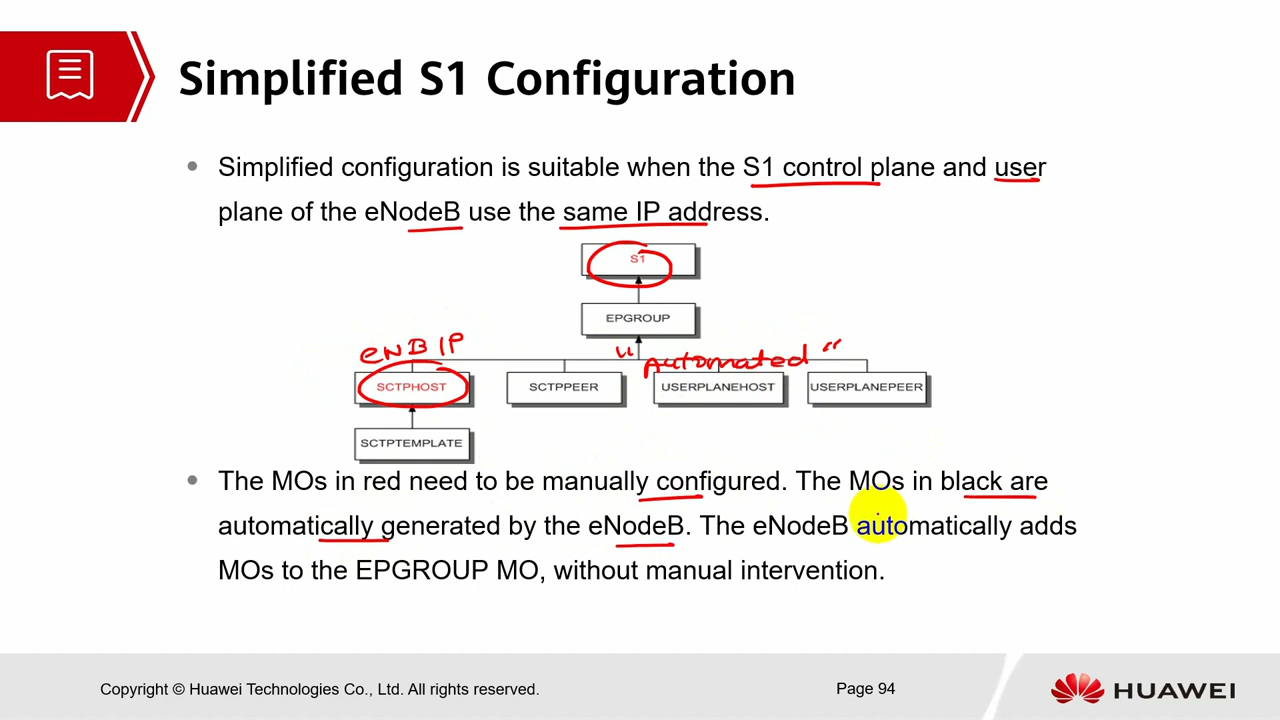 Simplified S1 Configuration
Simplified configuration is suitable when the S1 control plane and user
plane of the eNodeB use the same IP address.
S1
EPGROUP
eNB IP
"Automated"
SCTPHOST
SCTPPEER
USERPLANEHOST
USERPLANEPEER
SCTPTEMPLATE
The MOs in red need to be manually configured. The MOs in black are
automatically generated by the eNodeB. The eNodeB automatically adds
MOs to the EPGROUP MO, without manual intervention.
Copyright © Huawei Technologies Co., Ltd. All rights reserved.
Page 94
HUAWEI